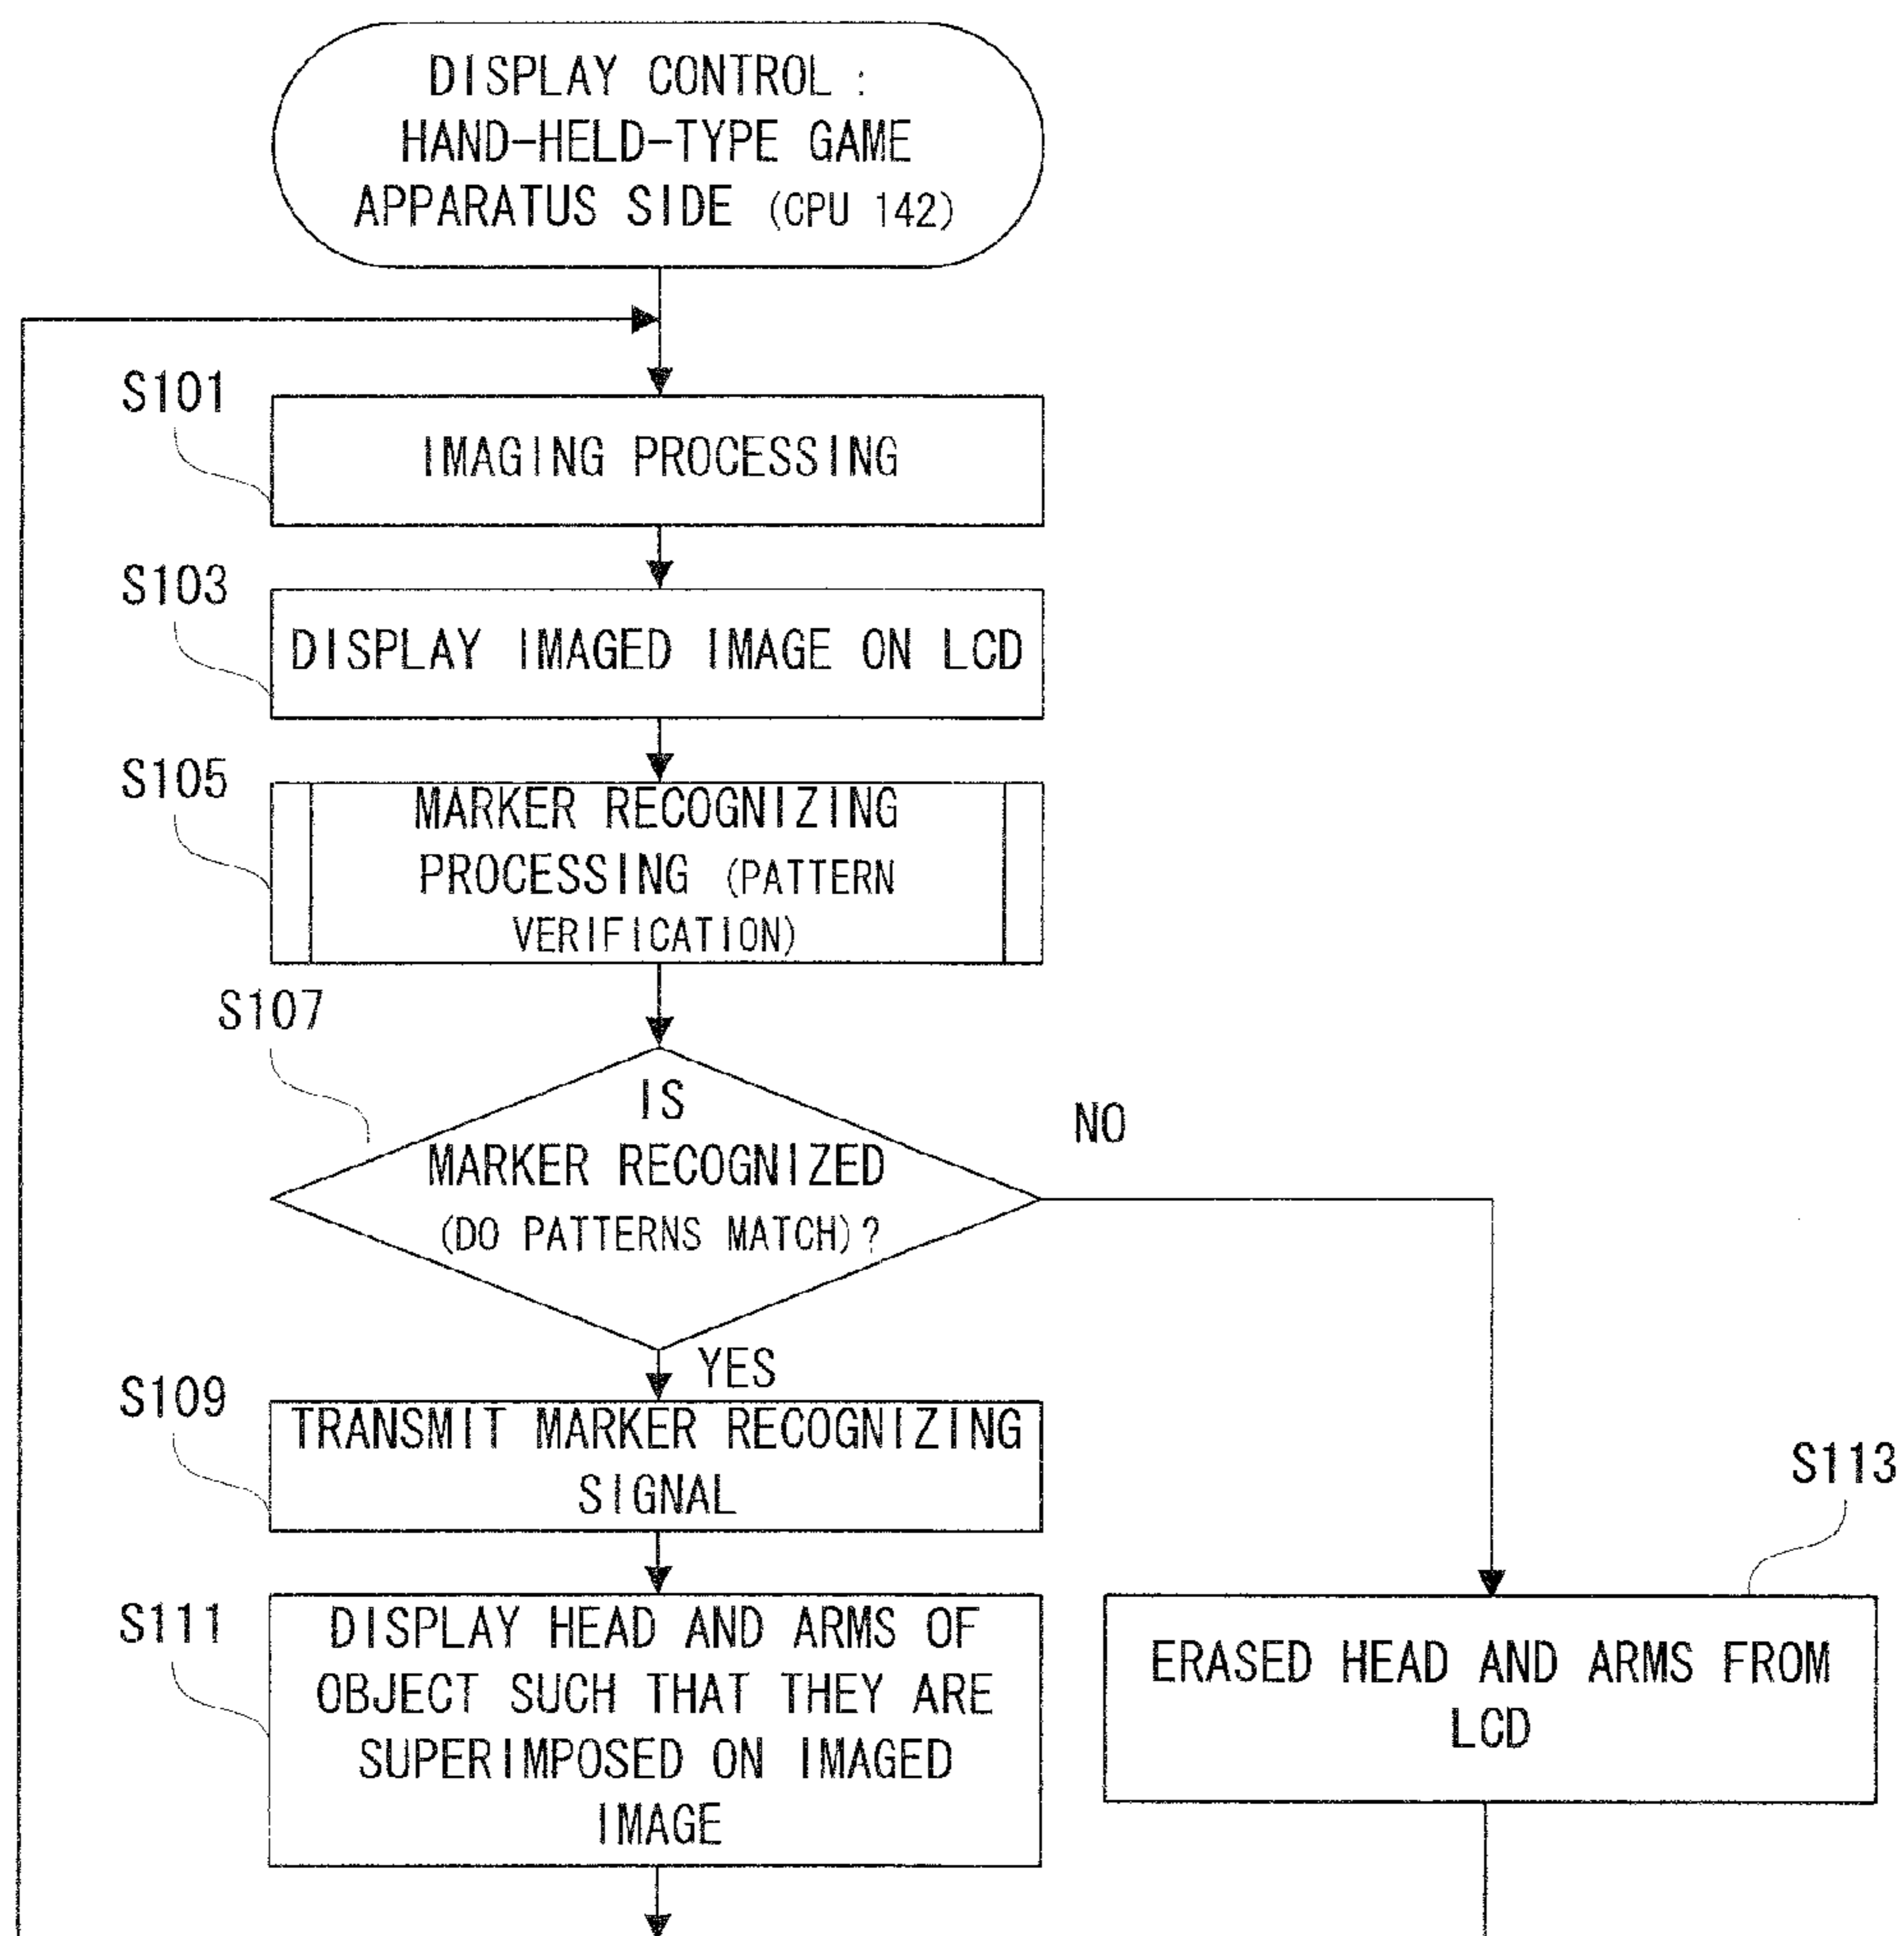 DISPLAY CONTROL :
HAND-HELD-TYPE GAME
APPARATUS SIDE (CPU 142)
S101
IMAGING PROCESSING
S103
DISPLAY IMAGED IMAGE ON LCD
S105
MARKER RECOGNIZING
PROCESSING (PATTERN
VERIFICATION)
S107
IS
MARKER RECOGNIZED
(DO PATTERNS MATCH)?
NO
YES
S109
TRANSMIT MARKER RECOGNIZING
SIGNAL
S111
DISPLAY HEAD AND ARMS OF
OBJECT SUCH THAT THEY ARE
SUPERIMPOSED ON IMAGED
IMAGE
S113
ERASED HEAD AND ARMS FROM
LCD